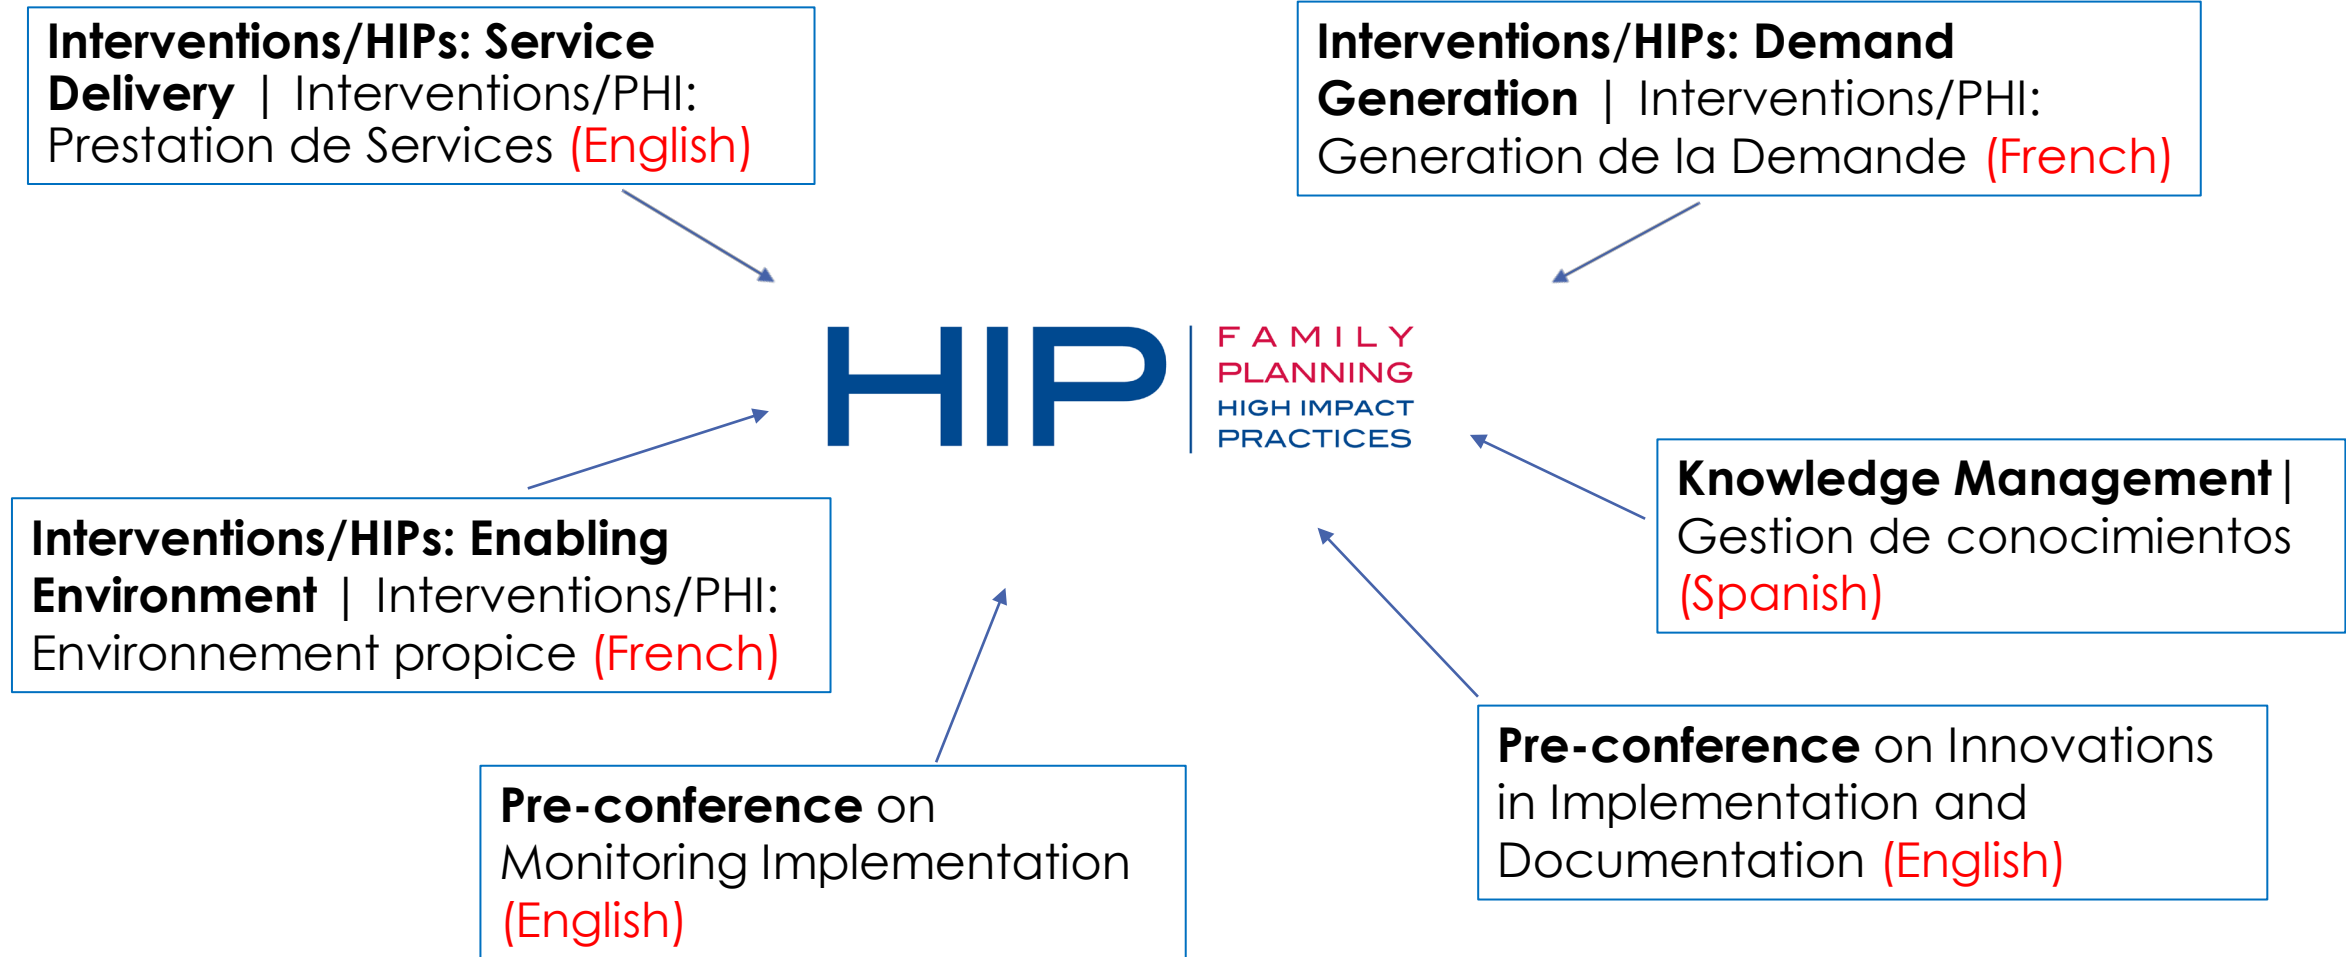 Interventions/HIPs: Service
Delivery | Interventions/PHI:
Prestation de Services (English)
Interventions/HIPs: Demand
Generation | Interventions/PHI:
Generation de la Demande (French)
HIP
FAMILY
PLANNING
HIGH IMPACT
PRACTICES
Interventions/HIPs: Enabling
Environment | Interventions/PHI:
Environnement propice (French)
Knowledge Management|
Gestion de conocimientos
(Spanish)
Pre-conference on
Monitoring Implementation
(English)
Pre-conference on Innovations
in Implementation and
Documentation (English)